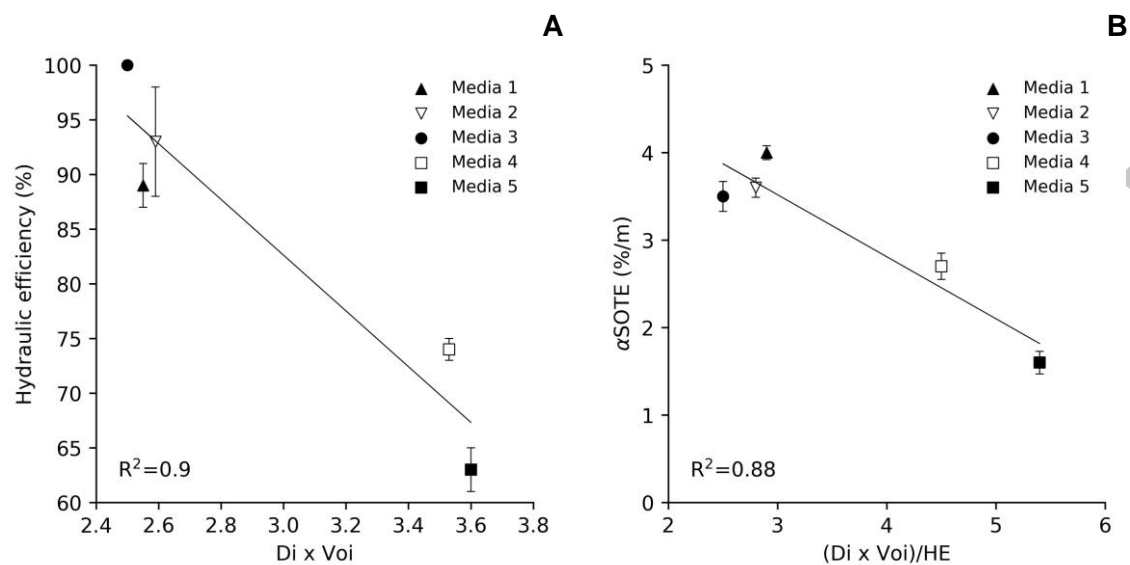 A
Hydraulic efficiency (%)
100
95
90
85
80
75
70
65
60
2.4 2.6 2.8 3.0 3.2 3.4 3.6 3.8
Di x Voi
Media 1
Media 2
Media 3
Media 4
Media 5
R²=0.9
B
αSOTE (%/m)
5
4
3
2
1
0
2 3 4 5 6
(Di x Voi)/HE
Media 1
Media 2
Media 3
Media 4
Media 5
R²=0.88